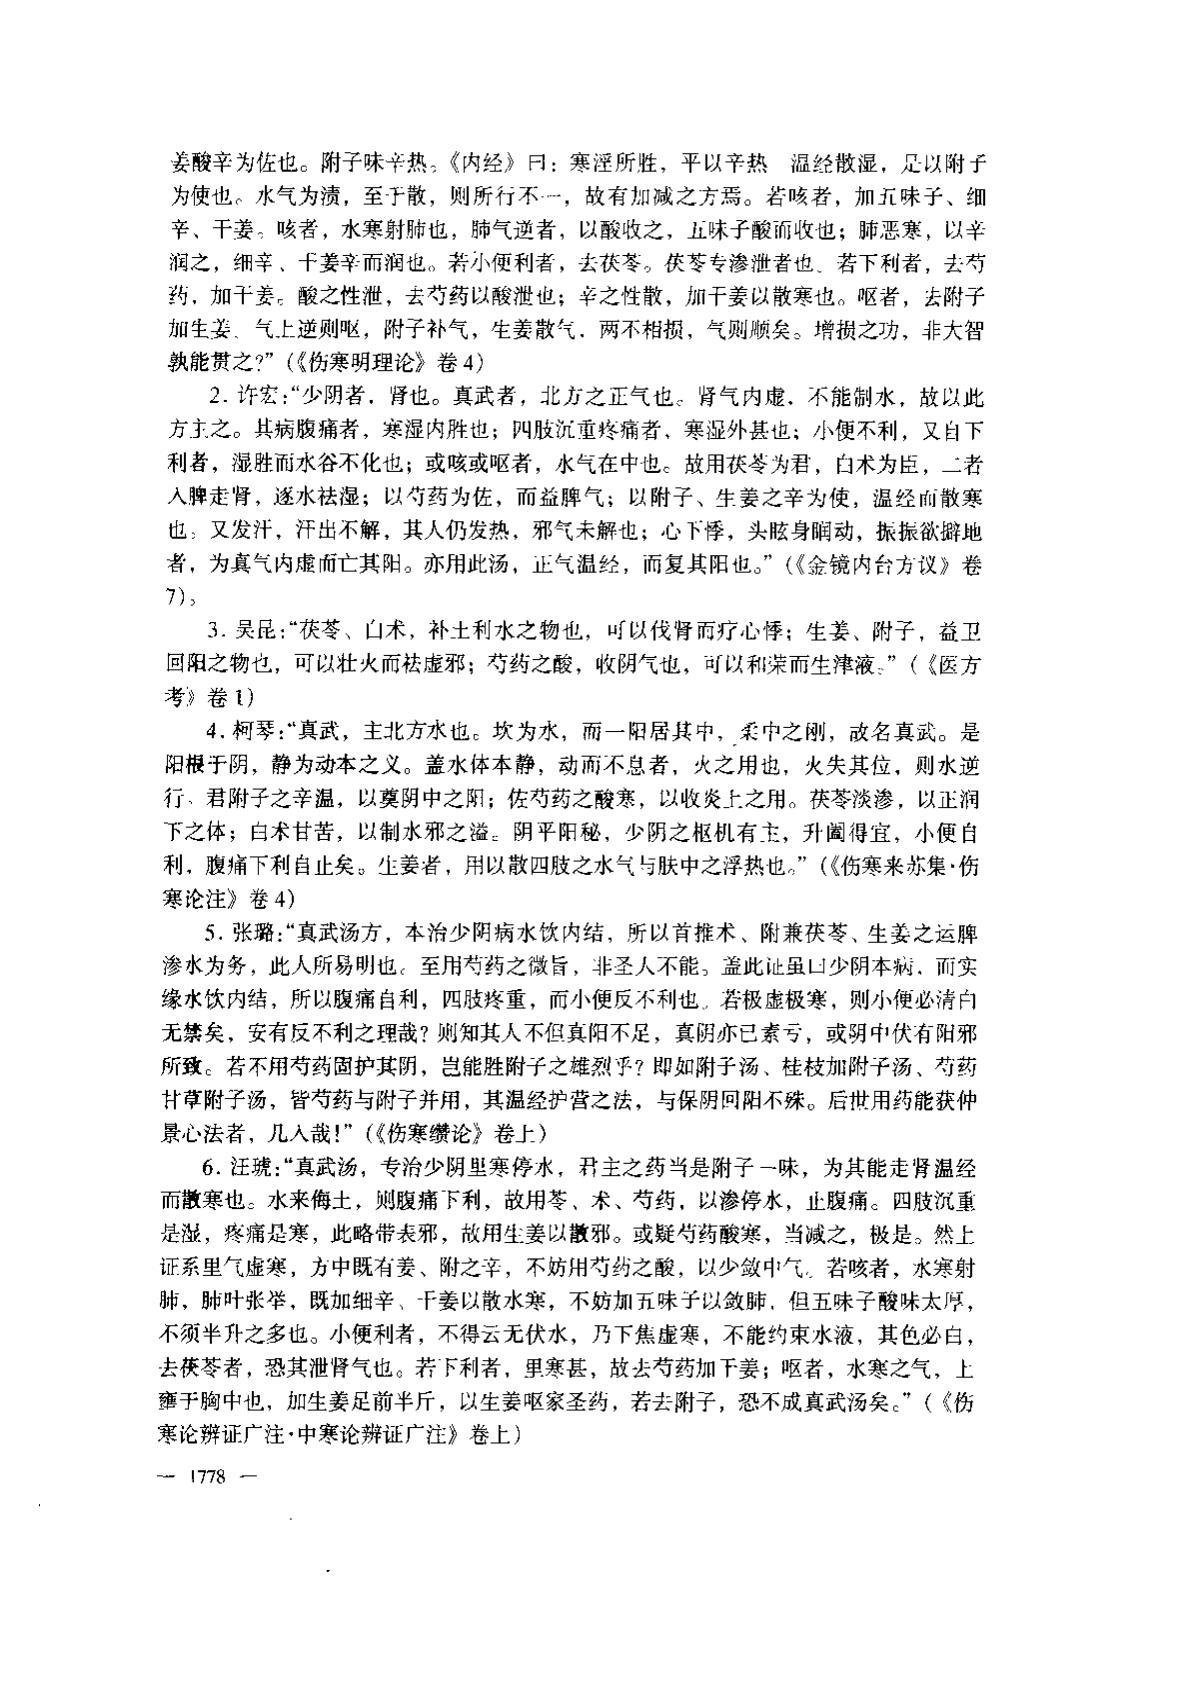 姜酸辛为佐也。附子味辛热。《内经》曰：寒淫所胜，平以辛热 温经散湿，是以附子
为使也。水气为渍，至于散，则所行不一，故有加减之方焉。若咳者，加五味子、细
辛、干姜。咳者，水寒射肺也，肺气逆者，以酸收之，五味子酸而收也；肺恶寒，以辛
润之，细辛、干姜辛而润也。若小便利者，去茯苓。茯苓专渗泄者也。若下利者，去芍
药，加干姜。酸之性泄，去芍药以酸泄也；辛之性散，加干姜以散寒也。呕者，去附子
加生姜、气上逆则呕，附子补气，生姜散气．两不相损，气则顺矣。增损之功，非大智
孰能贯之?”（《伤寒明理论》卷4）
2. 许宏：“少阴者．肾也。真武者，北方之正气也。肾气内虚．不能制水，故以此
方主之。其病腹痛者，寒湿内胜也；四肢沉重疼痛者，寒湿外甚也；小便不利，又自下
利者，湿胜而水谷不化也；或咳或呕者，水气在中也。故用茯苓为君，白术为臣，二者
入脾走肾，逐水祛湿；以芍药为佐，而益脾气；以附子、生姜之辛为使，温经而散寒
也。又发汗，汗出不解，其人仍发热，邪气未解也；心下悸，头眩身瞤动，振振欲擗地
者，为真气内虚而亡其阳。亦用此汤，正气温经，而复其阳也。”（《金镜内台方议》卷
7）。
3. 吴昆：“茯苓、白术，补土利水之物也，可以伐肾而疗心悸；生姜、附子，益卫
回阳之物也，可以壮火而祛虚邪；芍药之酸，收阴气也，可以和荣而生津液。”（《医方
考》卷1）
4. 柯琴：“真武，主北方水也。坎为水，而一阳居其中，柔中之刚，故名真武。是
阳根于阴，静为动本之义。盖水体本静，动而不息者，火之用也，火失其位，则水逆
行、君附子之辛温，以奠阴中之阳；佐芍药之酸寒，以收炎上之用。茯苓淡渗，以正润
下之体；白术甘苦，以制水邪之溢。阴平阳秘，少阴之枢机有主，升阖得宜，小便自
利，腹痛下利自止矣。生姜者，用以散四肢之水气与肤中之浮热也。”（《伤寒来苏集·伤
寒论注》卷4）
5. 张璐：“真武汤方，本治少阴病水饮内结，所以首推术、附兼茯苓、生姜之运脾
渗水为务，此人所易明也。至用芍药之微旨，非圣人不能。盖此证虽曰少阴本病，而实
缘水饮内结，所以腹痛自利，四肢疼重，而小便反不利也。若极虚极寒，则小便必清白
无禁矣，安有反不利之理哉？则知其人不但真阳不足，真阴亦已素亏，或阴中伏有阳邪
所致。若不用芍药固护其阴，岂能胜附子之雄烈乎？即如附子汤、桂枝加附子汤、芍药
甘草附子汤，皆芍药与附子并用，其温经护营之法，与保阴回阳不殊。后世用药能获仲
景心法者，几人哉！”（《伤寒缵论》卷上）
6. 汪琥：“真武汤，专治少阴里寒停水，君主之药当是附子一味，为其能走肾温经
而散寒也。水来侮土，则腹痛下利，故用苓、术、芍药，以渗停水，止腹痛。四肢沉重
是湿，疼痛是寒，此略带表邪，故用生姜以散邪。或疑芍药酸寒，当减之，极是。然上
证系里气虚寒，方中既有姜、附之辛，不妨用芍药之酸，以少敛中气。若咳者，水寒射
肺，肺叶张举，既加细辛、干姜以散水寒，不妨加五味子以敛肺．但五味子酸味太厚，
不须半升之多也。小便利者，不得云无伏水，乃下焦虚寒，不能约束水液，其色必白，
去茯苓者，恐其泄肾气也。若下利者，里寒甚，故去芍药加干姜；呕者，水寒之气，上
壅于胸中也，加生姜足前半斤，以生姜呕家圣药，若去附子，恐不成真武汤矣。”（《伤
寒论辨证广注·中寒论辨证广注》卷上）
— 1778 —